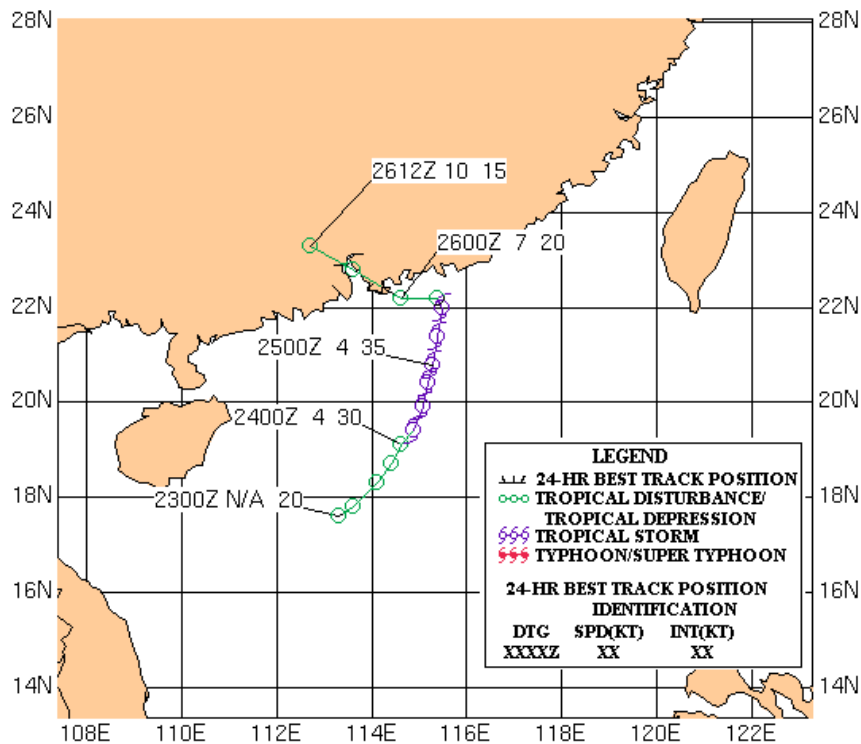 28N 28N
26N 26N
2612Z 10 15
24N 24N
2600Z 7 20
22N 22N
2500Z 4 35
20N 20N
2400Z 4 30
LEGEND
24-HR BEST TRACK POSITION
18N 18N
2300Z N/A 20
TROPICAL DISTURBANCE/
TROPICAL DEPRESSION
TROPICAL STORM
TYPHOON/SUPER TYPHOON
16N 16N
24-HR BEST TRACK POSITION
IDENTIFICATION
DTG SPD(KT) INT(KT)
XXXXZ XX XX
14N 14N
108E 110E 112E 114E 116E 118E 120E 122E